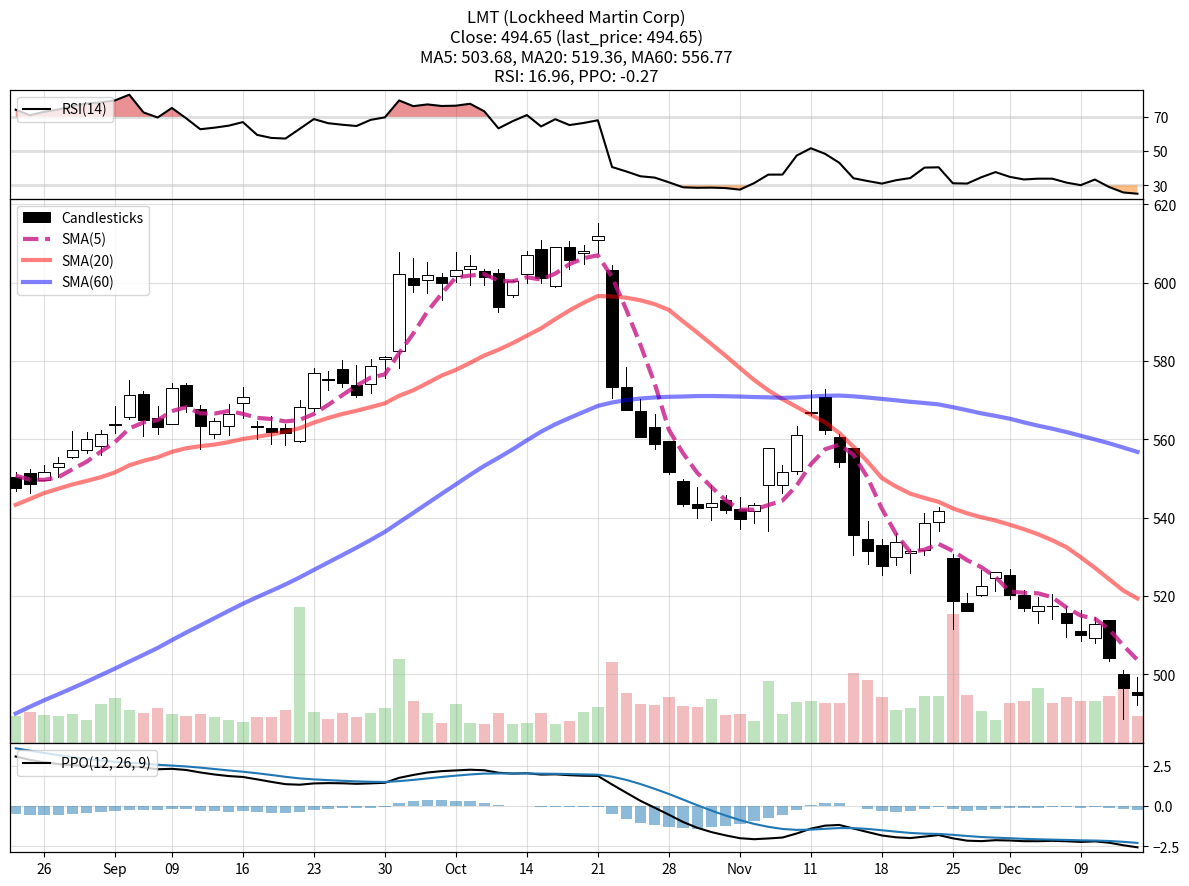 LMT (Lockheed Martin Corp)
Close: 494.65 (last_price: 494.65)
MA5: 503.68, MA20: 519.36, MA60: 556.77
RSI: 16.96, PPO: -0.27
RSI(14)
70
50
30
Candlesticks
SMA(5)
SMA(20)
SMA(60)
620
600
580
560
540
520
500
PPO(12, 26, 9)
2.5
0.0
−2.5
26 Sep 09 16 23 30 Oct 14 21 28 Nov 11 18 25 Dec 09